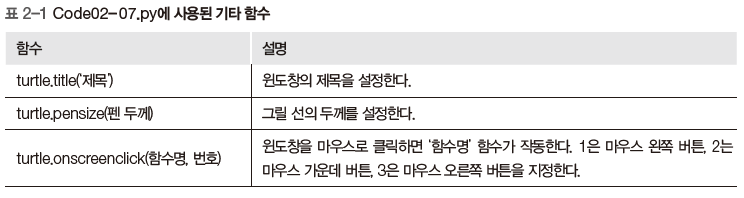 표 2-1 Code02-07.py에 사용된 기타 함수
함수 설명
turtle.title('제목') 윈도창의 제목을 설정한다.
turtle.pensize(펜 두께) 그릴 선의 두께를 설정한다.
윈도창을 마우스로 클릭하면 '함수명' 함수가 작동한다. 1은 마우스 왼쪽 버튼, 2는
turtle.onscreenclick(함수명, 번호)
마우스 가운데 버튼, 3은 마우스 오른쪽 버튼을 지정한다.